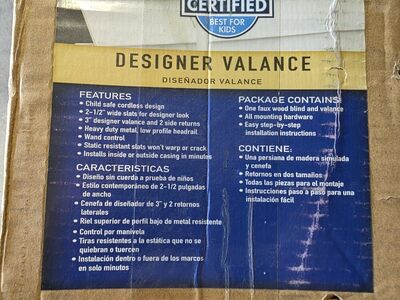 CERTIFIED
BEST FOR
KIDS
DESIGNER VALANCE
DISEÑADOR VALANCE
FEATURES
• Child safe cordless design
• 2-1/2" wide slats for designer look
• 3" designer valance and 2 side returns
• Heavy duty metal, low profile headrail
• Wand control
• Static resistant slats won't warp or crack
• Installs inside or outside casing in minutes
CARACTERISTICAS
• Diseño sin cuerda a prueba de niños
• Estilo contemporáneo de 2-1/2 pulgadas
de ancho
• Cenefa de diseñador de 3" y 2 retornos
laterales
• Riel superior de perfil bajo de metal resistente
• Control por manivela
• Tiras resistentes a la estática que no se
quiebran o tuercen
• Instalación dentro o fuera de los marcos
en solo minutos
PACKAGE CONTAINS:
• One faux wood blind and valance
• All mounting hardware
• Easy step-by-step
installation instructions
CONTIENE:
• Una persiana de madera simulada
y cenefa
• Retornos en dos tamaños
• Todas las piezas para el montaje
• Instrucciones paso a paso para una
instalación fácil